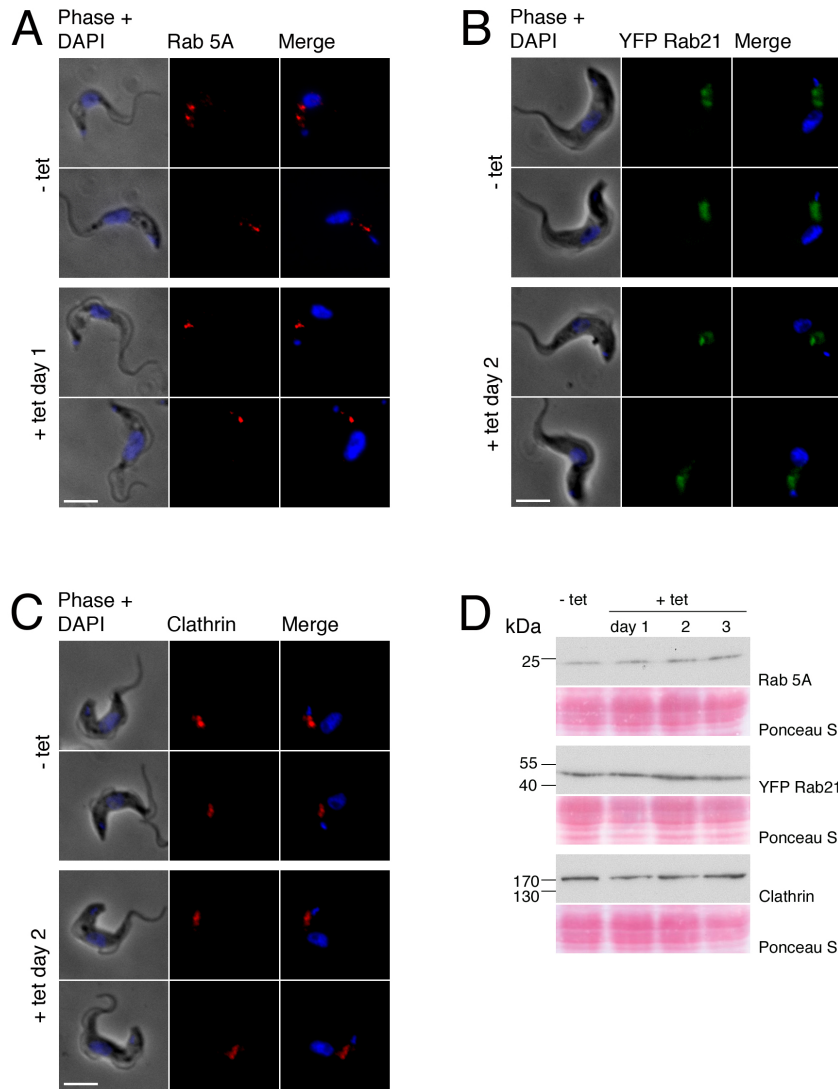 A
Phase +
DAPI
Rab 5A
Merge
- tet
+ tet day 1
B
Phase +
DAPI
YFP Rab21
Merge
- tet
+ tet day 2
C
Phase +
DAPI
Clathrin
Merge
- tet
+ tet day 2
D
- tet
+ tet
kDa
day 1
2
3
25
Rab 5A
Ponceau S
55
40
YFP Rab21
Ponceau S
170
130
Clathrin
Ponceau S